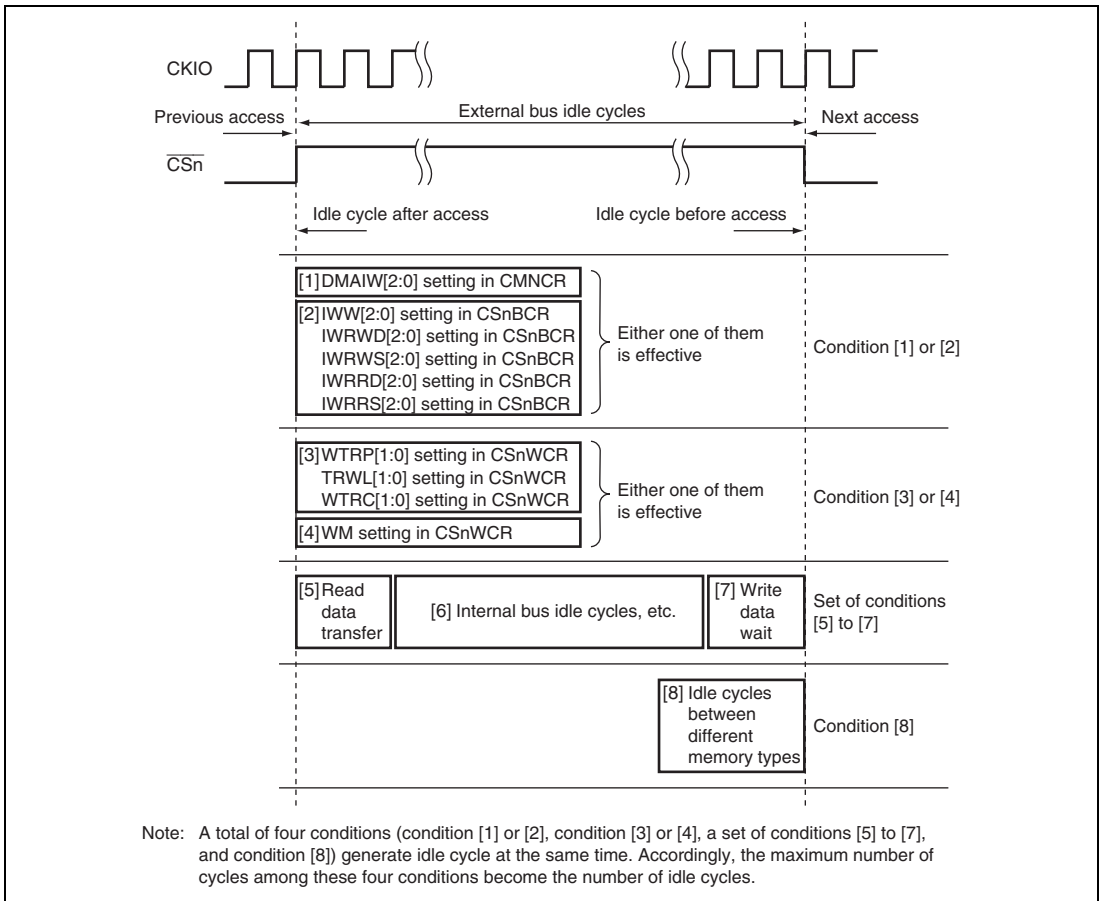 CKIO
Previous access
External bus idle cycles
Next access
CSn
Idle cycle after access
Idle cycle before access
[1] DMAIW[2:0] setting in CMNCR
[2] IWW[2:0] setting in CSnBCR
IWRWD[2:0] setting in CSnBCR
IWRWS[2:0] setting in CSnBCR
IWRRD[2:0] setting in CSnBCR
IWRRS[2:0] setting in CSnBCR
Either one of them
is effective
Condition [1] or [2]
[3] WTRP[1:0] setting in CSnWCR
TRWL[1:0] setting in CSnWCR
WTRC[1:0] setting in CSnWCR
[4] WM setting in CSnWCR
Either one of them
is effective
Condition [3] or [4]
[5] Read
data
transfer
[6] Internal bus idle cycles, etc.
[7] Write
data
wait
Set of conditions
[5] to [7]
[8] Idle cycles
between
different
memory types
Condition [8]
Note: A total of four conditions (condition [1] or [2], condition [3] or [4], a set of conditions [5] to [7],
and condition [8]) generate idle cycle at the same time. Accordingly, the maximum number of
cycles among these four conditions become the number of idle cycles.